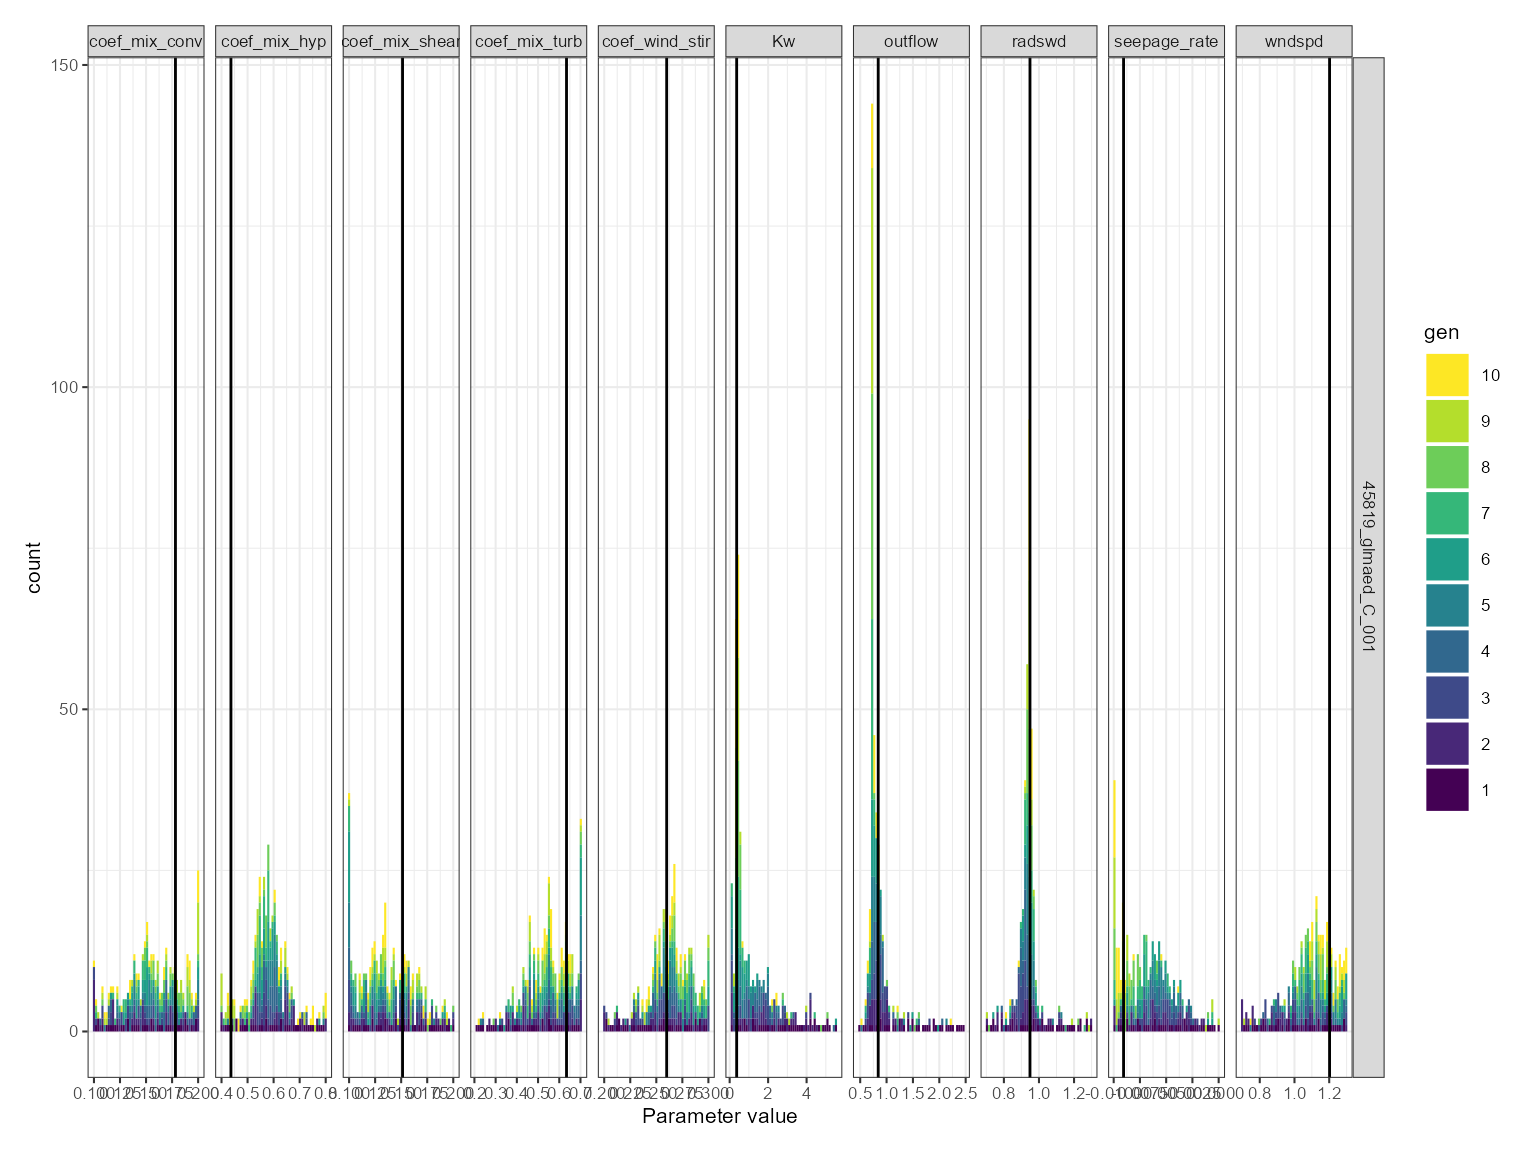 coef_mix_conv coef_mix_hyp coef_mix_shear coef_mix_turb coef_wind_stir Kw outflow radswd seepage_rate wndspd
150
100
50
0
count
45819_glmaed_C_001
gen
10
9
8
7
6
5
4
3
2
1
0.4 0.5 0.6 0.7 0.2 0.3 0.4 0.5 0.6 0 2 4 0.5 1.0 1.5 2.0 2.5 0.8 1.0 1.2 0.8 1.0 1.2
Parameter value